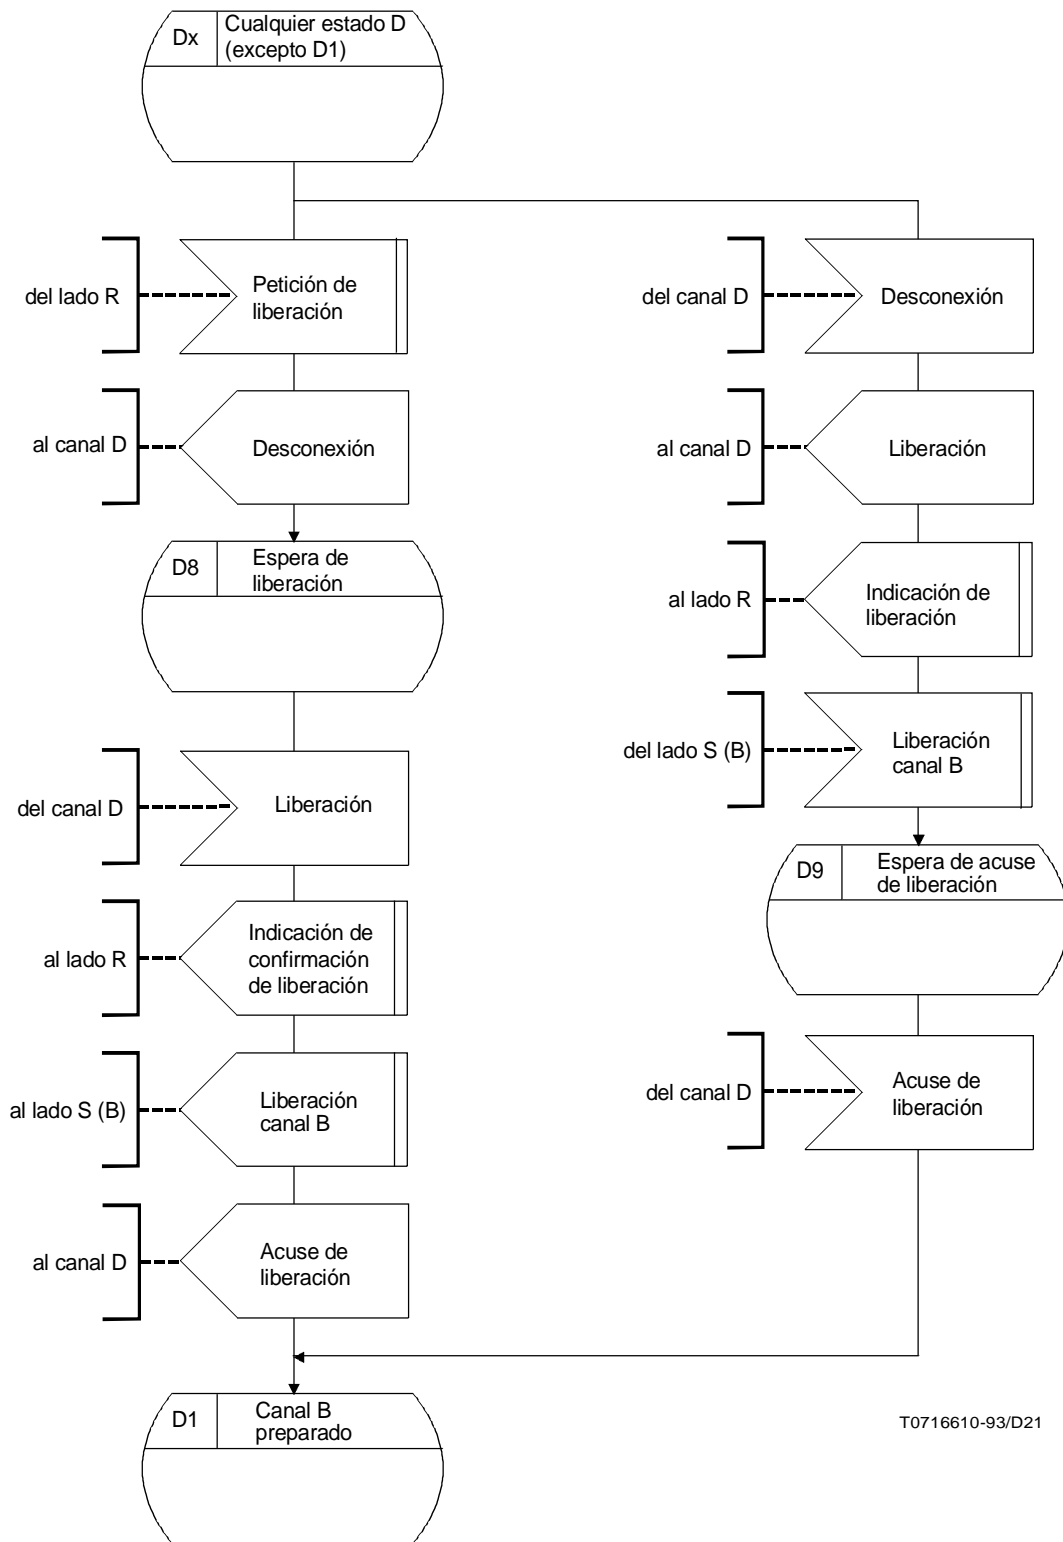 Dx
Cualquier estado D
(excepto D1)
del lado R
Petición de
liberación
al canal D
Desconexión
D8
Espera de
liberación
del canal D
Liberación
al lado R
Indicación de
confirmación
de liberación
al lado S (B)
Liberación
canal B
al canal D
Acuse de
liberación
del canal D
Desconexión
al canal D
Liberación
al lado R
Indicación de
liberación
del lado S (B)
Liberación
canal B
D9
Espera de acuse
de liberación
del canal D
Acuse de
liberación
D1
Canal B
preparado
T0716610-93/D21